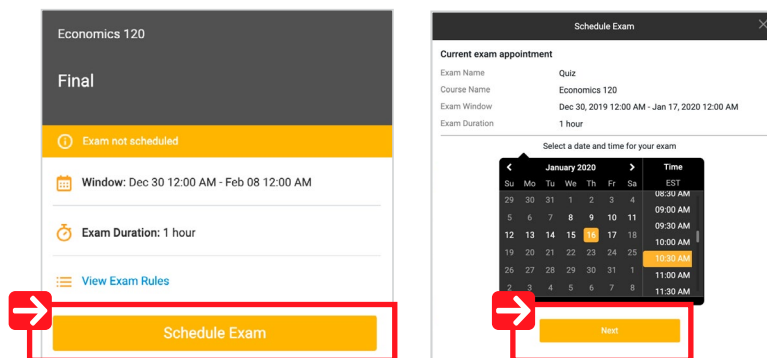 Economics 120
Final
Exam not scheduled
Window: Dec 30 12:00 AM - Feb 08 12:00 AM
Exam Duration: 1 hour
View Exam Rules
Schedule Exam
Schedule Exam
Current exam appointment
Exam Name Quiz
Course Name Economics 120
Exam Window Dec 30, 2019 12:00 AM - Jan 17, 2020 12:00 AM
Exam Duration 1 hour
Select a date and time for your exam
January 2020 Time
Su Mo Tu We Th Fr Sa EST
29 30 31 1 2 3 4 08:30 AM
5 6 7 8 9 10 11 09:00 AM
12 13 14 15 16 17 18 09:30 AM
19 20 21 22 23 24 25 10:00 AM
26 27 28 29 30 31 1 10:30 AM
2 3 4 5 6 7 8 11:00 AM
11:30 AM
Next